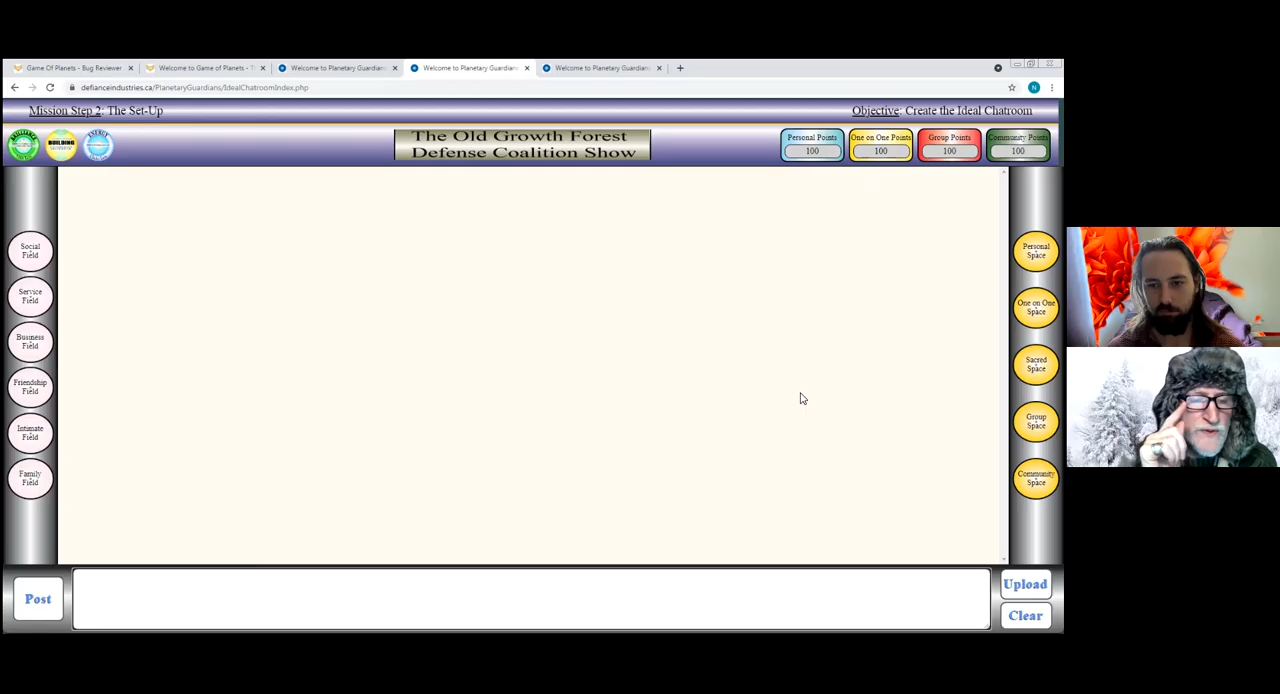 Game Of Planets - Bug Reviewer
Welcome to Game of Planets - T
Welcome to Planetary Guardians
Welcome to Planetary Guardians
Welcome to Planetary Guardians
defianceindustries.ca/PlanetaryGuardians/IdealChatroomIndex.php
N
Mission Step 2: The Set-Up
Objective: Create the Ideal Chatroom
BRILLIANCE
BUILDING
ENERGY
The Old Growth Forest
Defense Coalition Show
Personal Points
100
One on One Points
100
Group Points
100
Community Points
100
Social
Field
Service
Field
Business
Field
Friendship
Field
Intimate
Field
Family
Field
Personal
Space
One on One
Space
Sacred
Space
Group
Space
Community
Space
Post
Upload
Clear